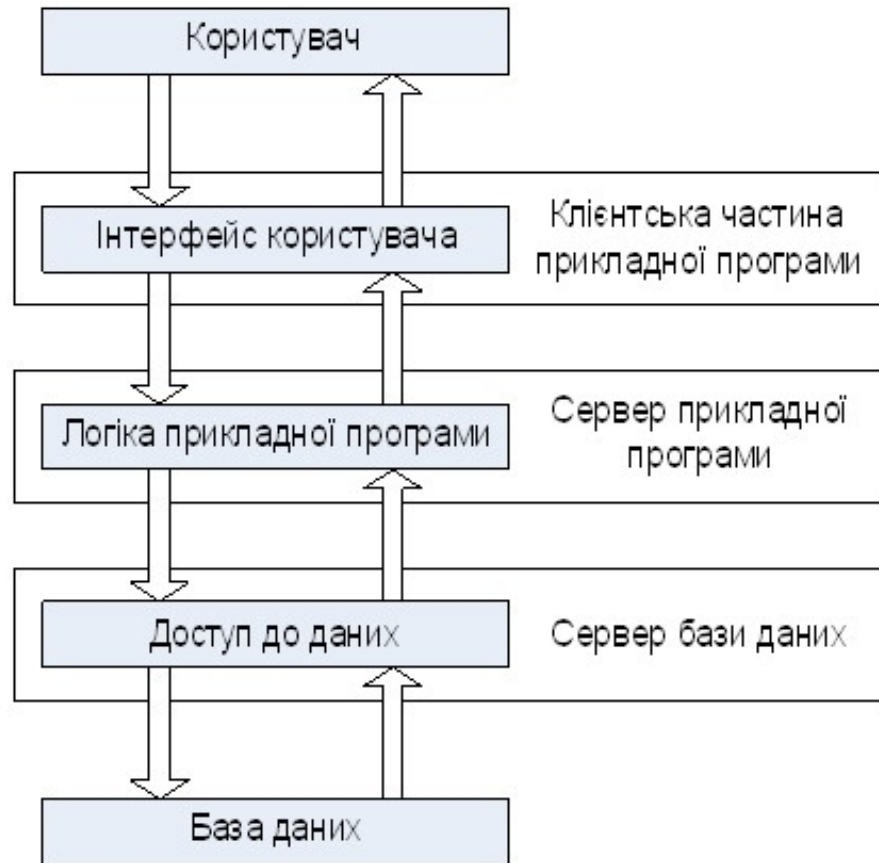 Користувач
Інтерфейс користувача
Клієнтська частина
прикладної програми
Логіка прикладної програми
Сервер прикладної
програми
Доступ до даних
Сервер бази даних
База даних